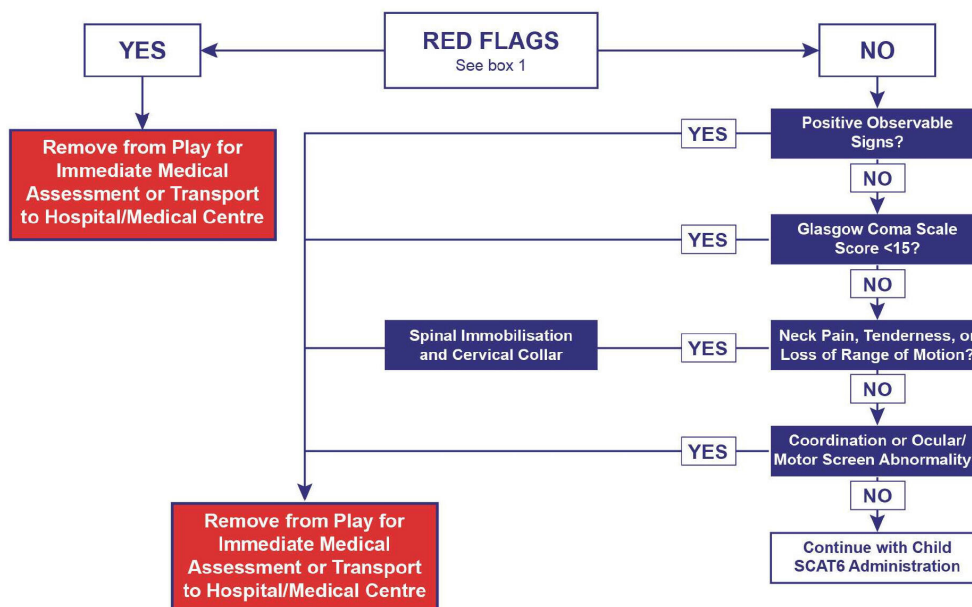 YES
RED FLAGS
See box 1
NO
Remove from Play for
Immediate Medical
Assessment or Transport
to Hospital/Medical Centre
YES
Positive Observable
Signs?
NO
YES
Glasgow Coma Scale
Score <15?
NO
Spinal Immobilisation
and Cervical Collar
YES
Neck Pain, Tenderness, or
Loss of Range of Motion?
NO
YES
Coordination or Ocular/
Motor Screen Abnormality
NO
Remove from Play for
Immediate Medical
Assessment or Transport
to Hospital/Medical Centre
Continue with Child
SCAT6 Administration